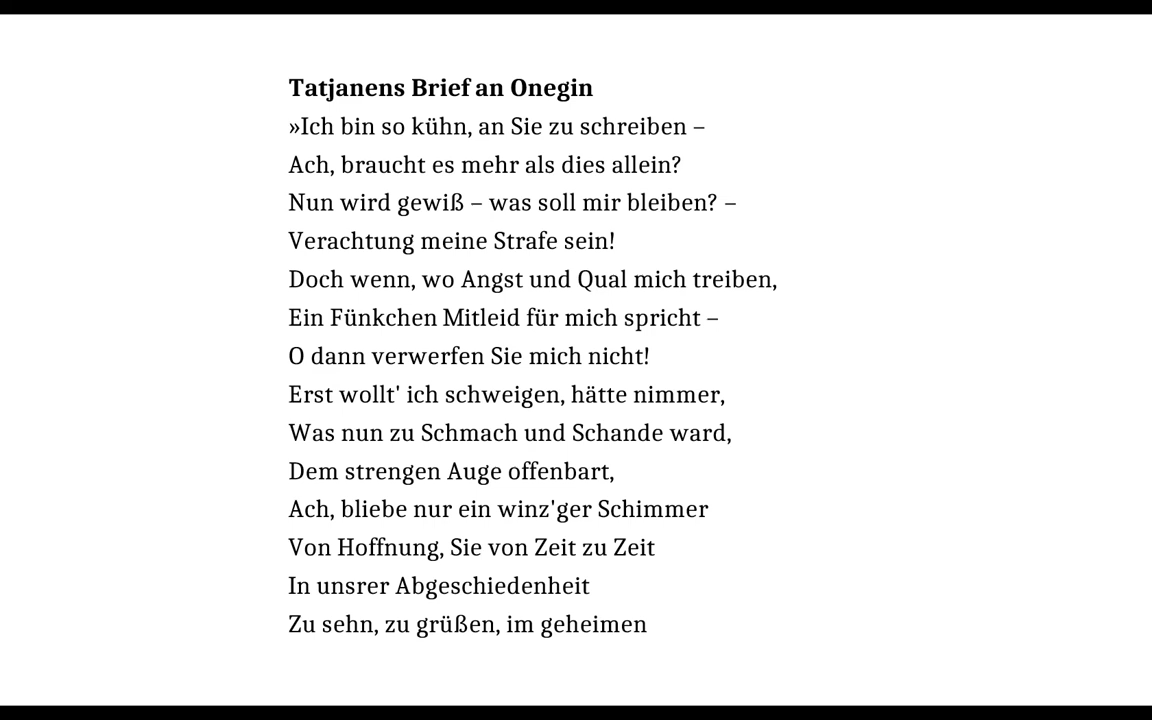 Tatjanens Brief an Onegin
»Ich bin so kühn, an Sie zu schreiben –
Ach, braucht es mehr als dies allein?
Nun wird gewiß – was soll mir bleiben? –
Verachtung meine Strafe sein!
Doch wenn, wo Angst und Qual mich treiben,
Ein Fünkchen Mitleid für mich spricht –
O dann verwerfen Sie mich nicht!
Erst wollt' ich schweigen, hätte nimmer,
Was nun zu Schmach und Schande ward,
Dem strengen Auge offenbart,
Ach, bliebe nur ein winz'ger Schimmer
Von Hoffnung, Sie von Zeit zu Zeit
In unsrer Abgeschiedenheit
Zu sehn, zu grüßen, im geheimen